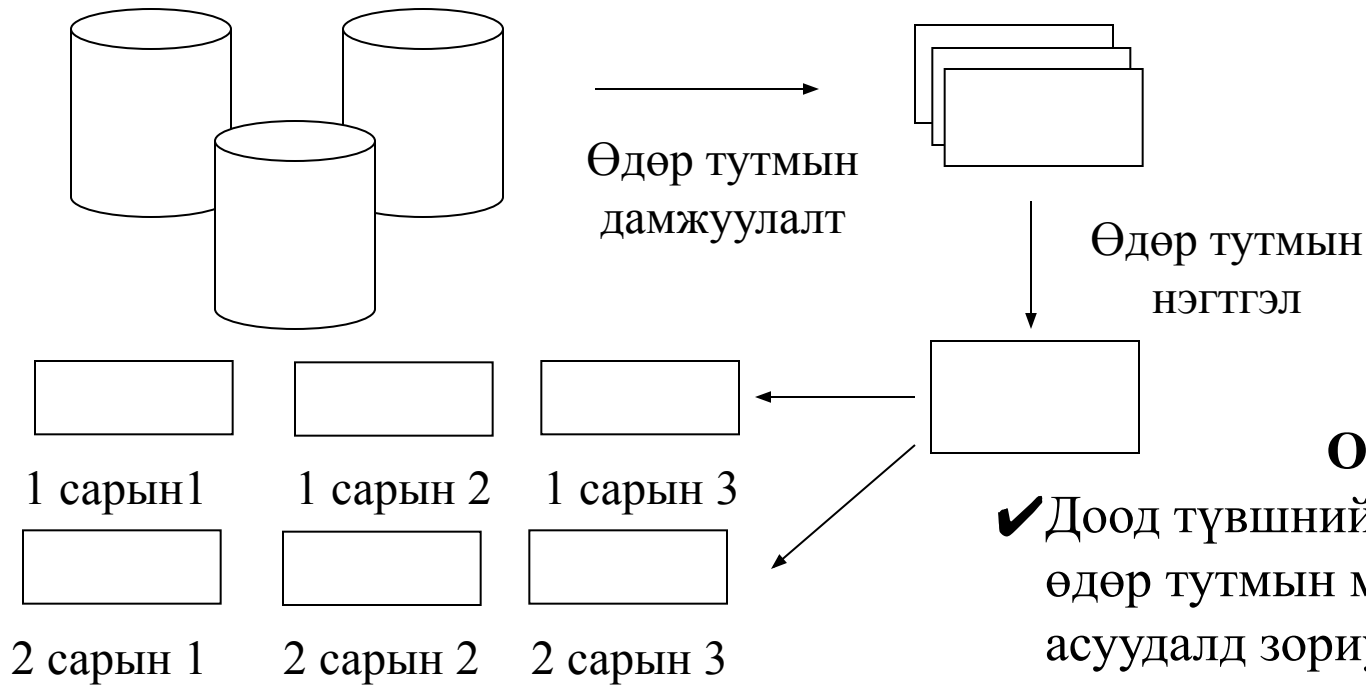 Өдөр тутмын
дамжуулалт
Өдөр тутмын
нэгтгэл
1 сарын1 1 сарын 2 1 сарын 3
2 сарын 1 2 сарын 2 2 сарын 3
✔Доод түвшний
өдөр тутмын
асуудалд